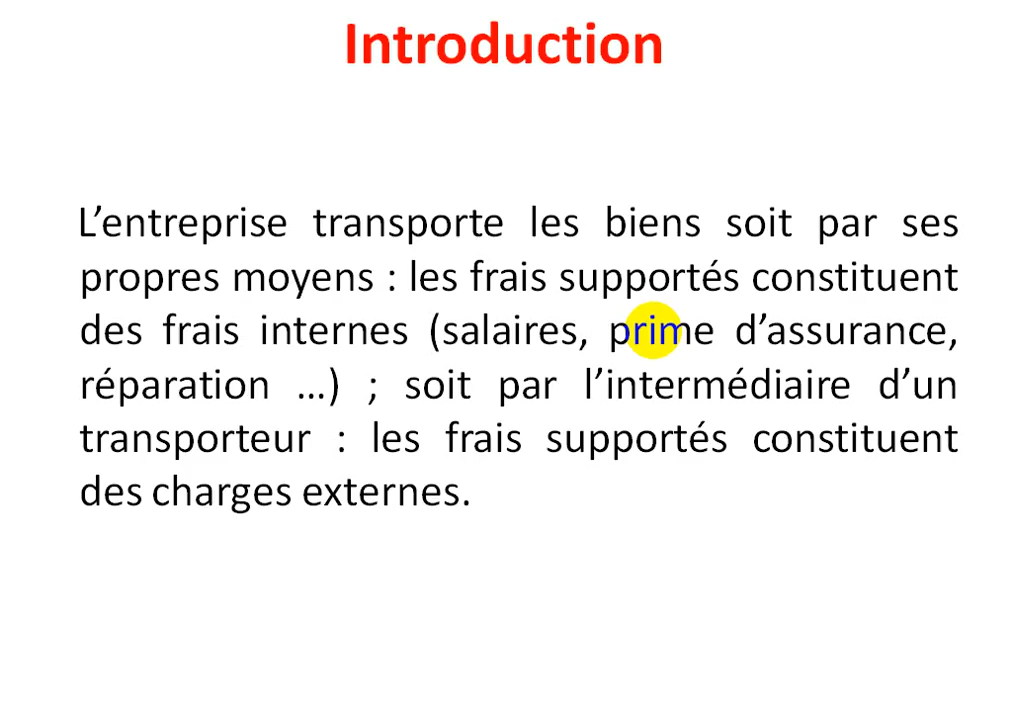 Introduction
L’entreprise transporte les biens soit par ses
propres moyens : les frais supportés constituent
des frais internes (salaires, prime d’assurance,
réparation …) ; soit par l’intermédiaire d’un
transporteur : les frais supportés constituent
des charges externes.